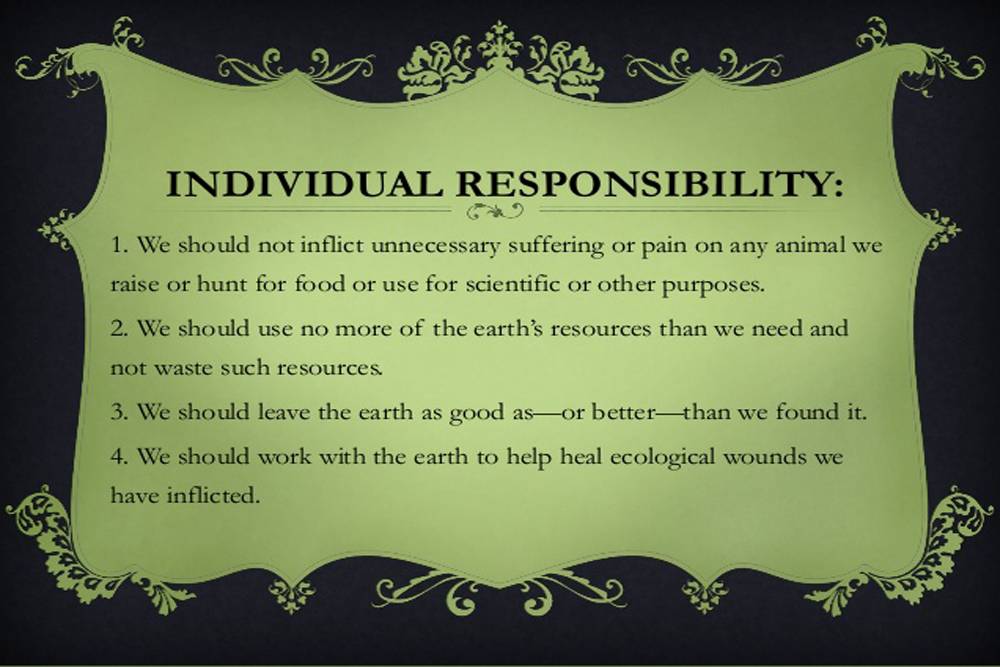 INDIVIDUAL RESPONSIBILITY:
1. We should not inflict unnecessary suffering or pain on any animal we
raise or hunt for food or use for scientific or other purposes.
2. We should use no more of the earth’s resources than we need and
not waste such resources.
3. We should leave the earth as good as—or better—than we found it.
4. We should work with the earth to help heal ecological wounds we
have inflicted.